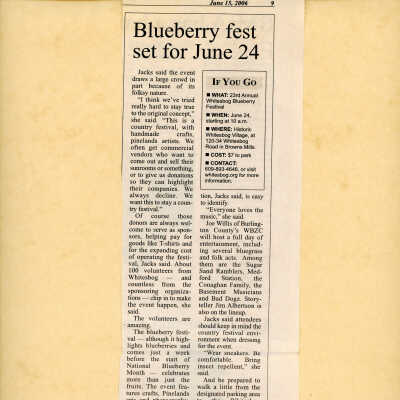 June 15, 2006 9
Blueberry fest
set for June 24
Jacks said the event
draws a large crowd in
part because of its
folksy nature.
"I think we've tried
really hard to stay true
to the original concept,"
she said. "This is a
country festival, with
handmade crafts,
pinelands artists. We
often get commercial
vendors who want to
come out and sell their
sunrooms or something,
or to give us donations
so they can highlight
their companies. We
always decline. We
want this to stay a coun-
try festival."
Of course those
donors are always wel-
come to serve as spon-
sors, helping pay for
goods like T-shirts and
for the expanding cost
of operating the festi-
val, Jacks said. About
100 volunteers from
Whitesbog — and
countless from the
sponsoring organiza-
tions — chip in to make
the event happen, she
said.
The volunteers are
amazing.
The blueberry festi-
val — although it high-
lights blueberries and
comes just a week
before the start of
National Blueberry
Month — celebrates
more than just the
fruit. The event fea-
tures crafts, Pinelands
IF YOU GO
■ WHAT: 23rd Annual
Whitesbog Blueberry
Festival
■ WHEN: June 24,
starting at 10 a.m.
■ WHERE: Historic
Whitesbog Village, at
120-34 Whitesbog
Road in Browns Mills.
■ COST: $7 to park
■ CONTACT:
609-893-4646, or visit
whitesbog.org for more
information.
tion, Jacks said, is easy
to identify.
"Everyone loves the
music," she said.
Joe Willis of Burling-
ton County's WBZC
will host a full day of
entertainment, includ-
ing several bluegrass
and folk acts. Among
them are the Sugar
Sand Ramblers, Med-
ford Station, the
Conaghan Family, the
Basement Musicians
and Bad Dogz. Story-
teller Jim Albertson is
also on the lineup.
Jacks said attendees
should keep in mind the
country festival envi-
ronment when dressing
for the event.
"Wear sneakers. Be
comfortable. Bring
insect repellent," she
said.
And be prepared to
walk a little from the
designated parking area